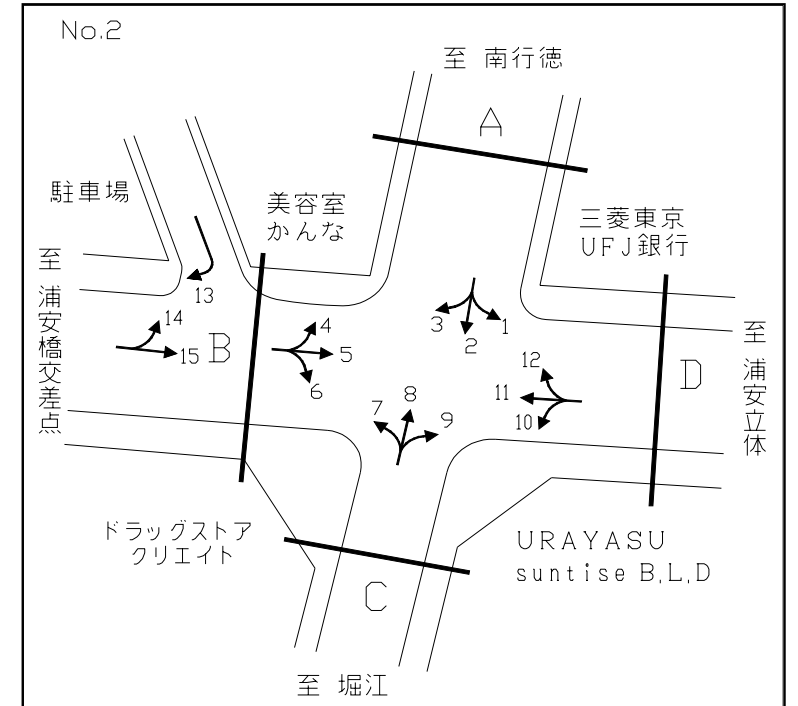 No.2
至 南行徳
A
駐車場
美容室
かんな
三菱東京
UFJ銀行
至 浦安橋交差点
13
14
15
B
4
5
6
3
2
1
12
11
10
D
至 浦安立体
7
8
9
ドラッグストア
クリエイト
URAYASU
suntise B,L,D
C
至 堀江